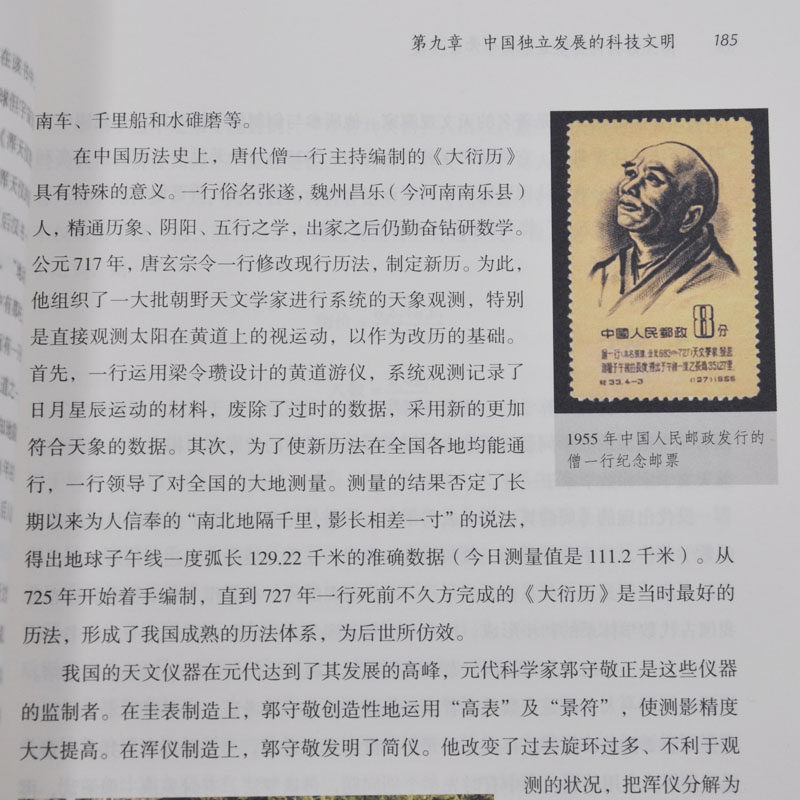 第九章 中国独立发展的科技文明 185
南车、千里船和水碓磨等。
在中国历法史上，唐代僧一行主持编制的《大衍历》
具有特殊的意义。一行俗名张遂，魏州昌乐（今河南南乐县）
人，精通历象、阴阳、五行之学，出家之后仍勤奋钻研数学。
公元 717 年，唐玄宗令一行修改现行历法，制定新历。为此，
他组织了一大批朝野天文学家进行系统的天象观测，特别
是直接观测太阳在黄道上的视运动，以作为改历的基础。
首先，一行运用梁令瓒设计的黄道游仪，系统观测记录了
日月星辰运动的材料，废除了过时的数据，采用新的更加
符合天象的数据。其次，为了使新历法在全国各地均能通
行，一行领导了对全国的大地测量。测量的结果否定了长
期以来为人信奉的“南北地隔千里，影长相差一寸”的说法，
得出地球子午线一度弧长 129.22 千米的准确数据（今日测量值是 111.2 千米）。从
725 年开始着手编制，直到 727 年一行死前不久方完成的《大衍历》是当时最好的
历法，形成了我国成熟的历法体系，为后世所仿效。
我国的天文仪器在元代达到了其发展的高峰，元代科学家郭守敬正是这些仪器
的监制者。在圭表制造上，郭守敬创造性地运用“高表”及“景符”，使测影精度
大大提高。在浑仪制造上，郭守敬发明了简仪。他改变了过去旋环过多、不利于观
测的状况，把浑仪分解为
中國人民郵政 8分
纪33.4-3 (127)1955
1955 年中国人民邮政发行的
僧一行纪念邮票